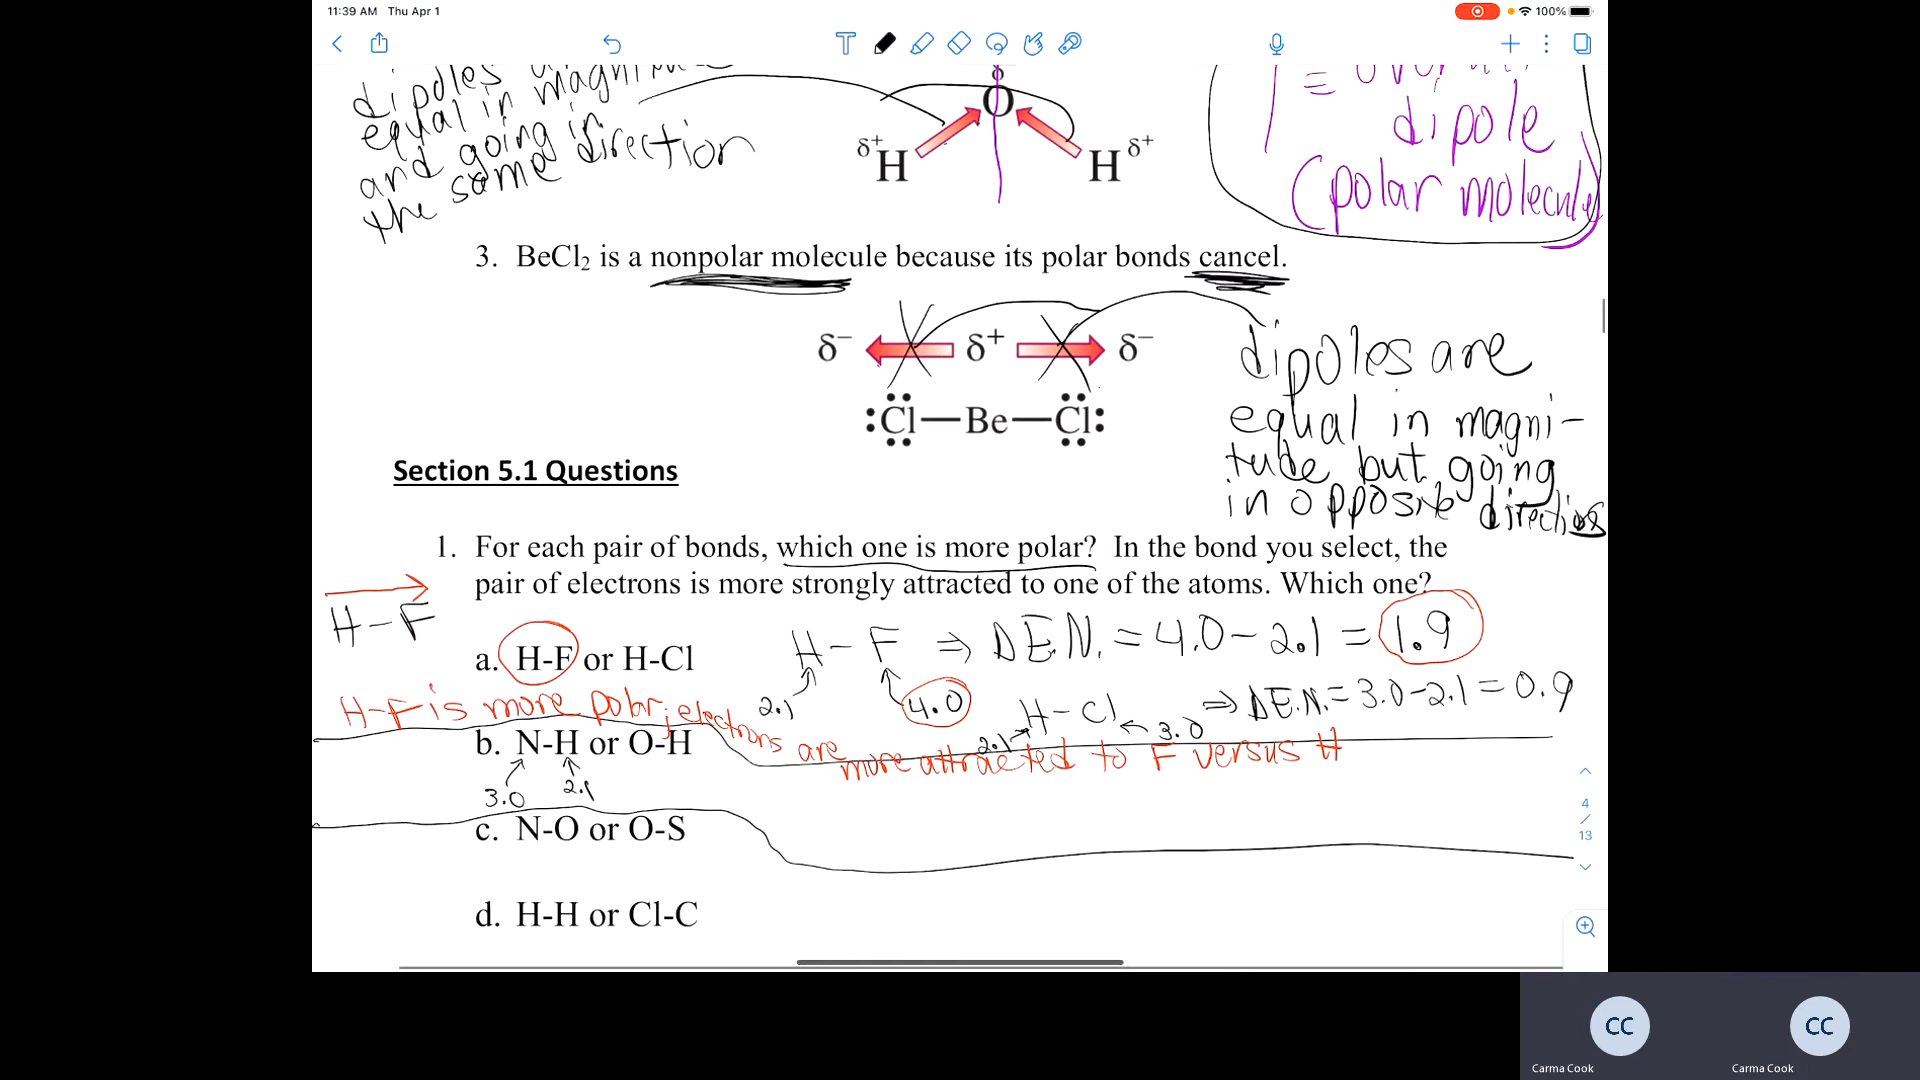 11:39 AM Thu Apr 1
100%
dipoles
equal in
and going in
the same direction
δ
O
δ+ H
H δ+
dipole
(polar molecule)
3. BeCl₂ is a nonpolar molecule because its polar bonds cancel.
δ− δ+ δ−
:Cl—Be—Cl:
dipoles are
equal in magni-
tude but going
in opposite directions
Section 5.1 Questions
1. For each pair of bonds, which one is more polar? In the bond you select, the
pair of electrons is more strongly attracted to one of the atoms. Which one?
H-F
a. H-F or H-Cl
H-F ⇒ DE.N. = 4.0-2.1 = 1.9
2.1 4.0
H-Cl ⇒ DE.N. = 3.0-2.1 = 0.9
2.1 3.0
H-F is more polar; electrons are
more attracted to F versus H
b. N-H or O-H
3.0 2.1
c. N-O or O-S
d. H-H or Cl-C
4
/
13
CC CC
Carma Cook Carma Cook